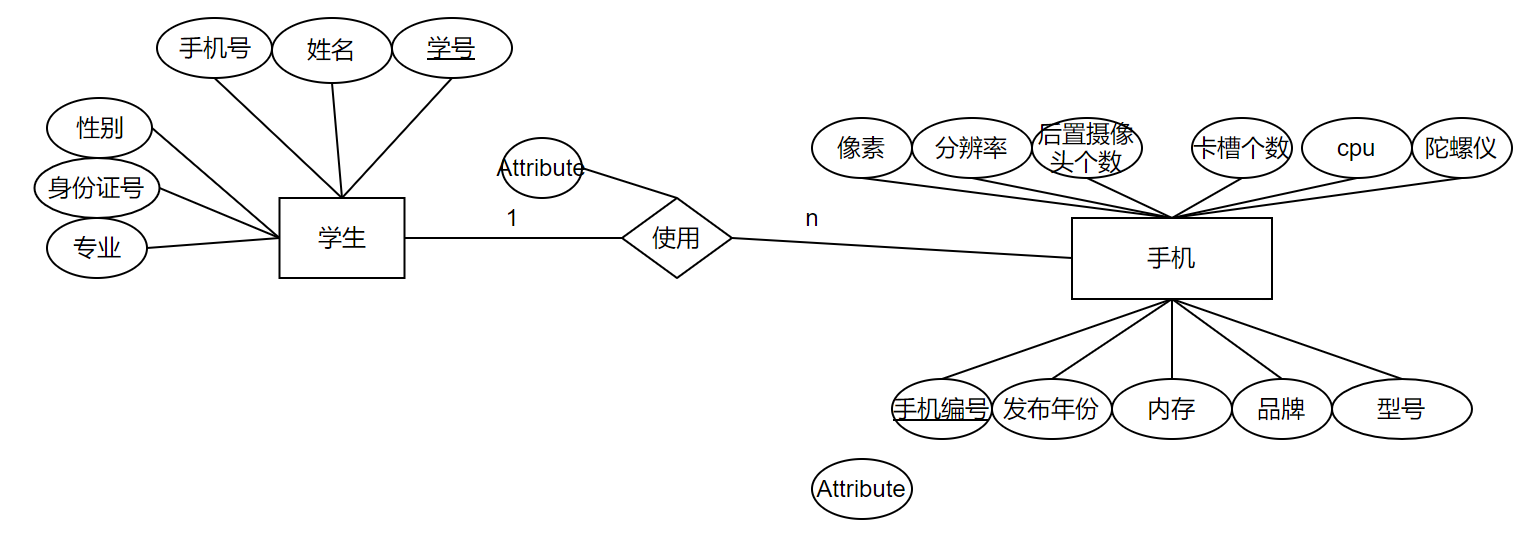 手机号
姓名
学号
性别
身份证号
专业
学生
Attribute
1
使用
n
像素
分辨率
后置摄像
头个数
卡槽个数
cpu
陀螺仪
手机
手机编号
发布年份
内存
品牌
型号
Attribute